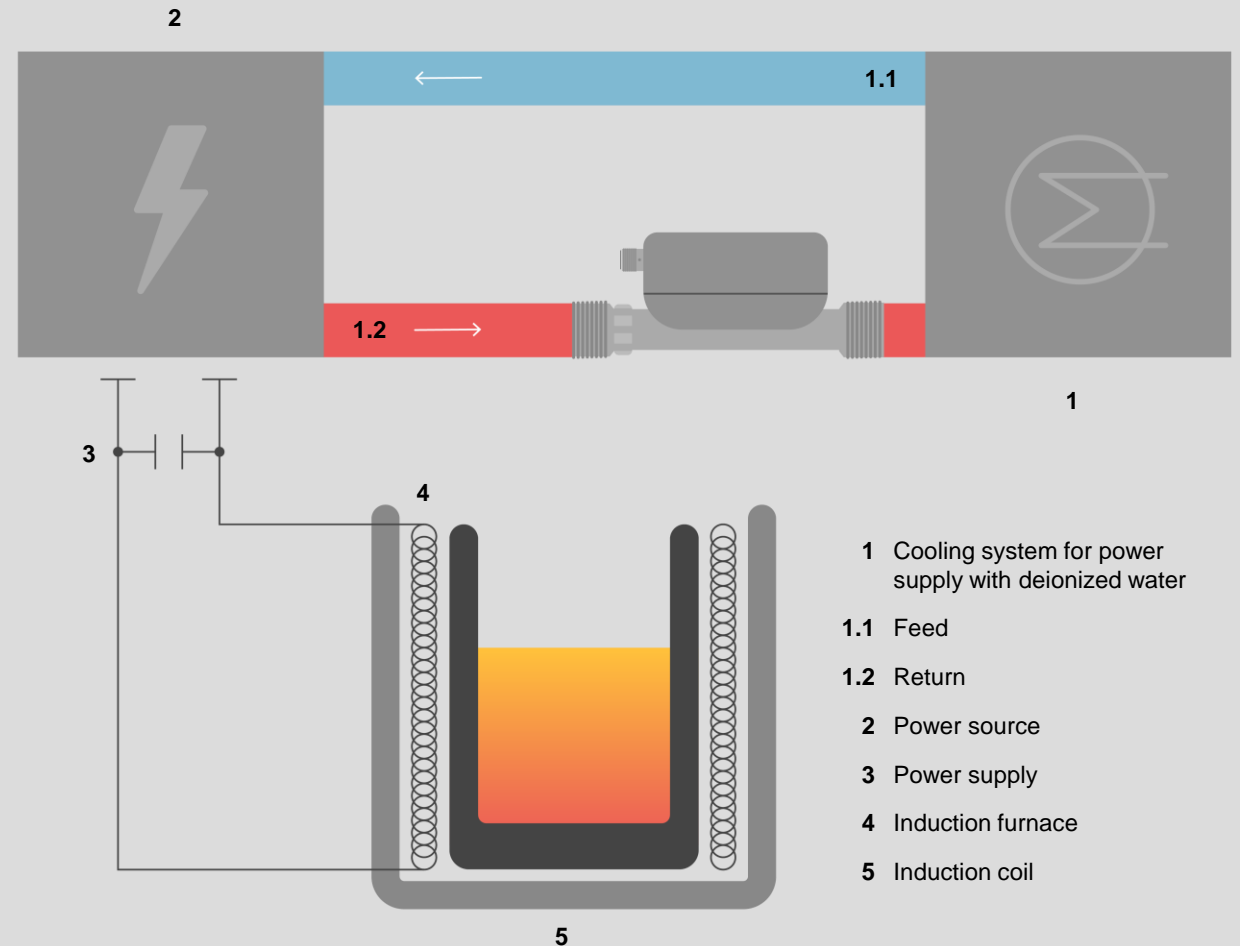 2
1.1
1.2
1
3
4
1 Cooling system for power
supply with deionized water
1.1 Feed
1.2 Return
2 Power source
3 Power supply
4 Induction furnace
5 Induction coil
5